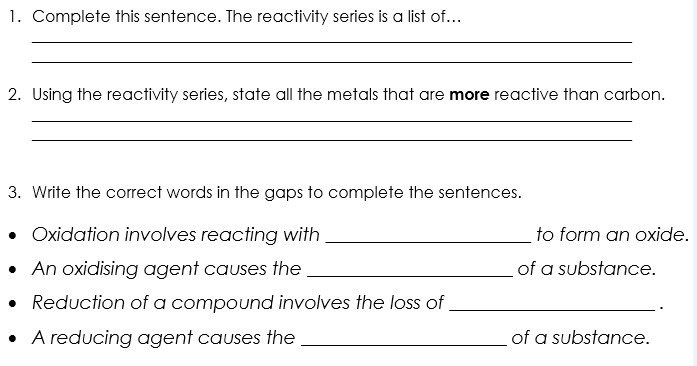 1. Complete this sentence. The reactivity series is a list of…
2. Using the reactivity series, state all the metals that are more reactive than carbon.
3. Write the correct words in the gaps to complete the sentences.
• Oxidation involves reacting with ____________________ to form an oxide.
• An oxidising agent causes the ____________________ of a substance.
• Reduction of a compound involves the loss of ____________________ .
• A reducing agent causes the ____________________ of a substance.